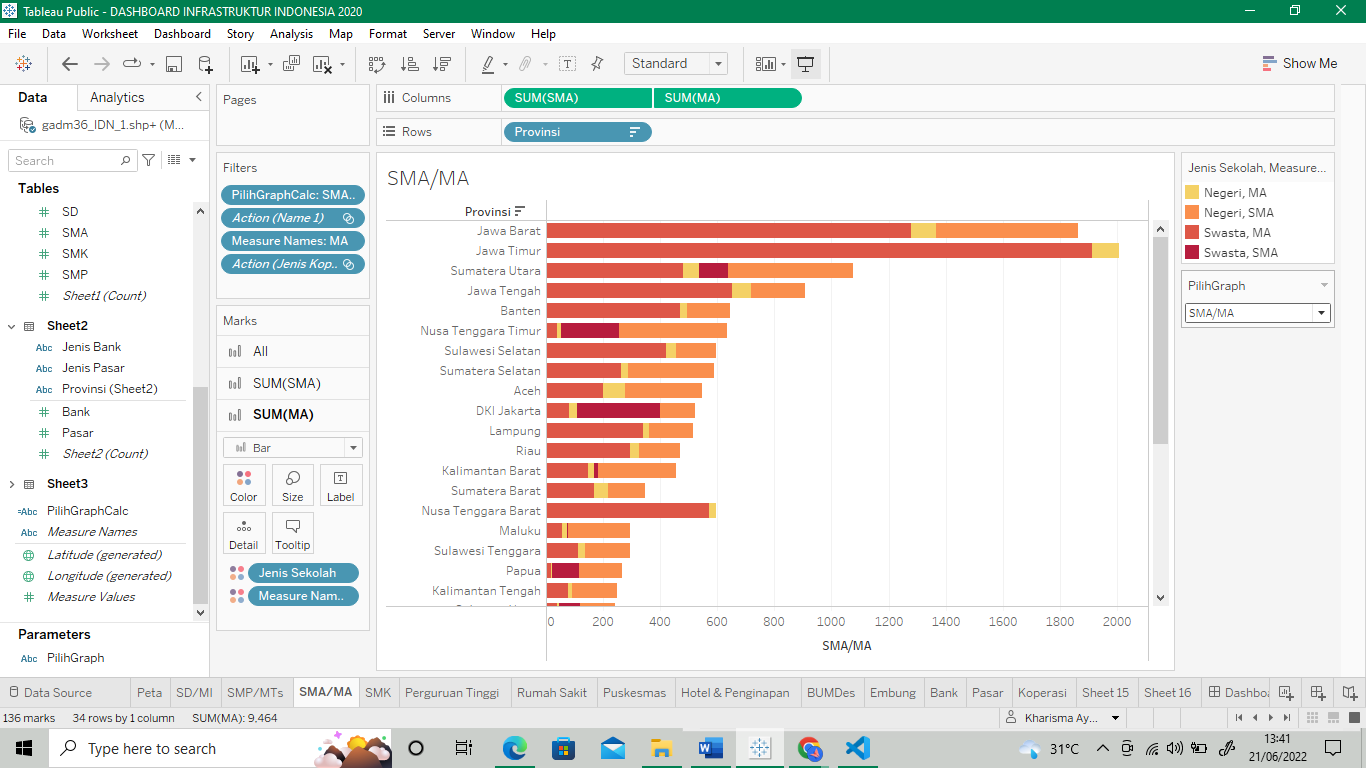 Tableau Public - DASHBOARD INFRASTRUKTUR INDONESIA 2020
File Data Worksheet Dashboard Story Analysis Map Format Server Window Help
Standard
Show Me
Data Analytics
gadm36_IDN_1.shp+ (M...
Search
Tables
SD
SMA
SMK
SMP
Sheet1 (Count)
Sheet2
Abc Jenis Bank
Abc Jenis Pasar
Abc Provinsi (Sheet2)
Bank
Pasar
Sheet2 (Count)
Sheet3
=Abc PilihGraphCalc
Abc Measure Names
Latitude (generated)
Longitude (generated)
Measure Values
Parameters
Abc PilihGraph
Pages
Filters
PilihGraphCalc: SMA..
Action (Name 1)
Measure Names: MA
Action (Jenis Kop..
Marks
All
SUM(SMA)
SUM(MA)
Bar
Color Size Label
Detail Tooltip
Jenis Sekolah
Measure Nam..
Columns SUM(SMA) SUM(MA)
Rows Provinsi
SMA/MA
Provinsi
Jawa Barat
Jawa Timur
Sumatera Utara
Jawa Tengah
Banten
Nusa Tenggara Timur
Sulawesi Selatan
Sumatera Selatan
Aceh
DKI Jakarta
Lampung
Riau
Kalimantan Barat
Sumatera Barat
Nusa Tenggara Barat
Maluku
Sulawesi Tenggara
Papua
Kalimantan Tengah
0 200 400 600 800 1000 1200 1400 1600 1800 2000
SMA/MA
Jenis Sekolah, Measure...
Negeri, MA
Negeri, SMA
Swasta, MA
Swasta, SMA
PilihGraph
SMA/MA
Data Source Peta SD/MI SMP/MTs SMA/MA SMK Perguruan Tinggi Rumah Sakit Puskesmas Hotel & Penginapan BUMDes Embung Bank Pasar Koperasi Sheet 15 Sheet 16 Dashboa
136 marks 34 rows by 1 column SUM(MA): 9,464 Kharisma Ay...
Type here to search
31°C
13:41
21/06/2022